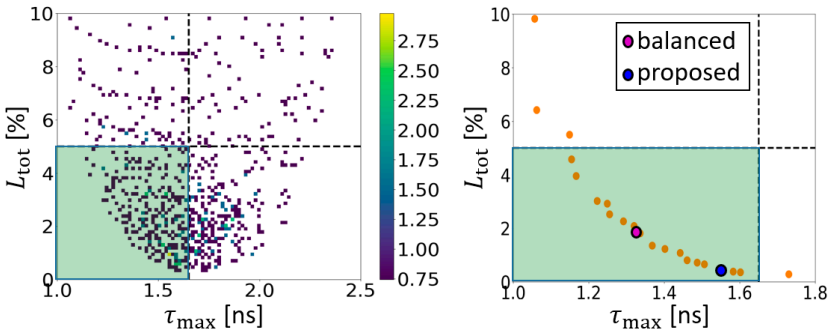 10
8
6
4
2
0
L_tot [%]
1.0 1.5 2.0 2.5
τ_max [ns]
2.75
2.50
2.25
2.00
1.75
1.50
1.25
1.00
0.75
10
8
6
4
2
0
L_tot [%]
balanced
proposed
1.0 1.2 1.4 1.6 1.8
τ_max [ns]